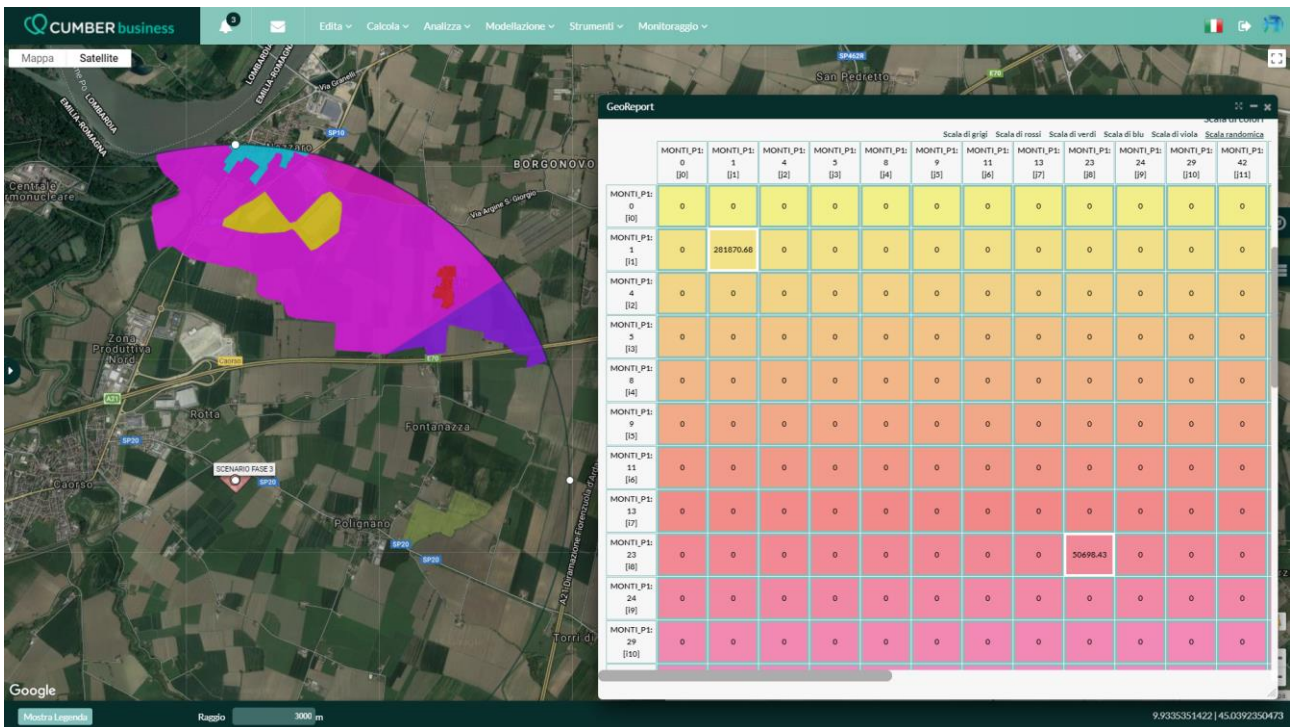 CUMBER business
3
Edita Calcola Analizza Modellazione Strumenti Monitoraggio
Mappa Satellite
LOMBARDIA
EMILIA-ROMAGNA
LOMBARDIA
EMILIA-ROMAGNA
Via Granelli
SP10
SP462R
San Pedretto
E70
BORGONOVO
Via Argine S. Giorgio
Zona
Produttiva
Nord
Caorso
E70
A21
Rotta
Fontanazza
SP20
SCENARIO FASE 3
SP20
Caorso
Polignano
SP20
SP20
A21 Diramazione Fiorenzuola d'Arda
Torri di
Google
GeoReport
Scala di colori
Scala di grigi Scala di rossi Scala di verdi Scala di blu Scala di viola Scala randomica
MONTI_P1: MONTI_P1: MONTI_P1: MONTI_P1: MONTI_P1: MONTI_P1: MONTI_P1: MONTI_P1: MONTI_P1: MONTI_P1: MONTI_P1: MONTI_P1:
0 1 4 5 8 9 11 13 23 24 29 42
[j0] [j1] [j2] [j3] [j4] [j5] [j6] [j7] [j8] [j9] [j10] [j11]
MONTI_P1:
0
[i0]
0 0 0 0 0 0 0 0 0 0 0 0
MONTI_P1:
1
[i1]
0 281870.68 0 0 0 0 0 0 0 0 0 0
MONTI_P1:
4
[i2]
0 0 0 0 0 0 0 0 0 0 0 0
MONTI_P1:
5
[i3]
0 0 0 0 0 0 0 0 0 0 0 0
MONTI_P1:
8
[i4]
0 0 0 0 0 0 0 0 0 0 0 0
MONTI_P1:
9
[i5]
0 0 0 0 0 0 0 0 0 0 0 0
MONTI_P1:
11
[i6]
0 0 0 0 0 0 0 0 0 0 0 0
MONTI_P1:
13
[i7]
0 0 0 0 0 0 0 0 0 0 0 0
MONTI_P1:
23
[i8]
0 0 0 0 0 0 0 0 50698.43 0 0 0
MONTI_P1:
24
[i9]
0 0 0 0 0 0 0 0 0 0 0 0
MONTI_P1:
29
[i10]
0 0 0 0 0 0 0 0 0 0 0 0
Mostra Legenda
Raggio 3000 m
9.9335351422 | 45.0392350473